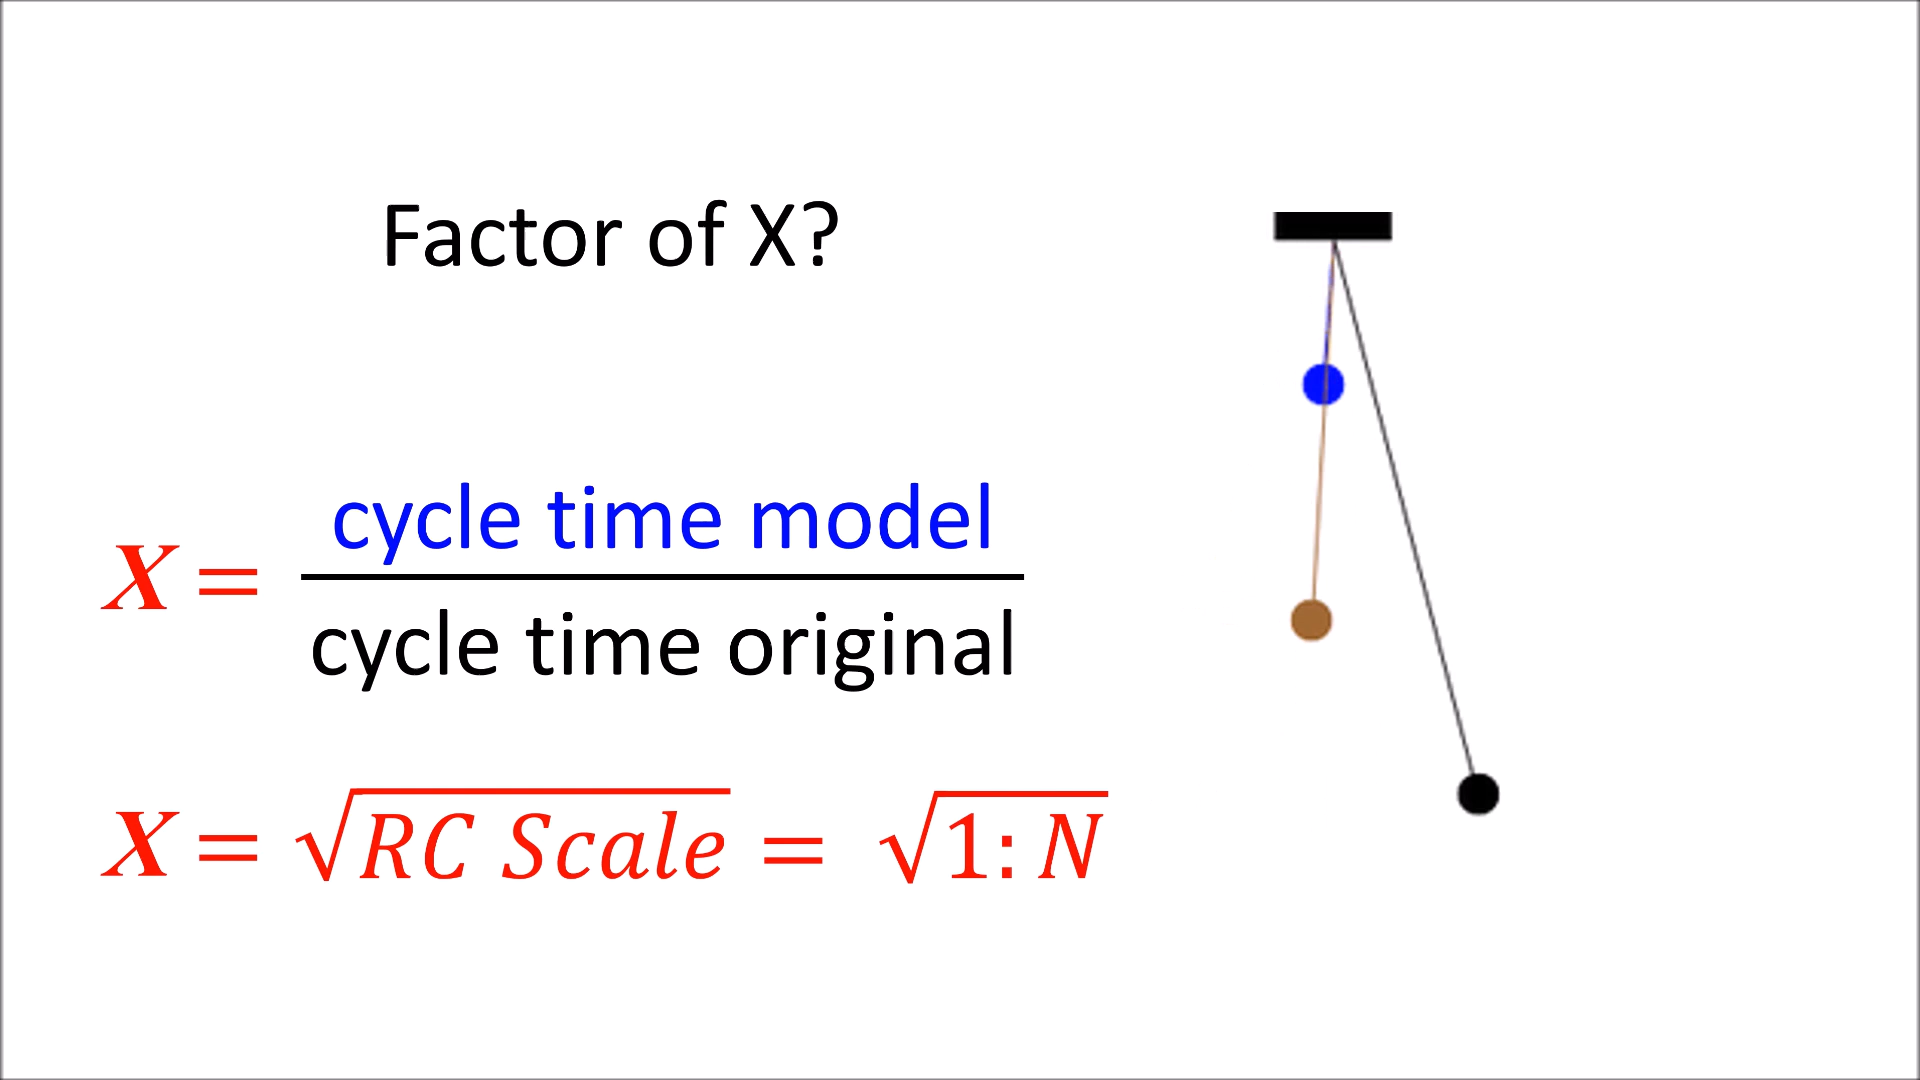 Factor of X?
X = cycle time model
cycle time original
X = √RC Scale = √1: N